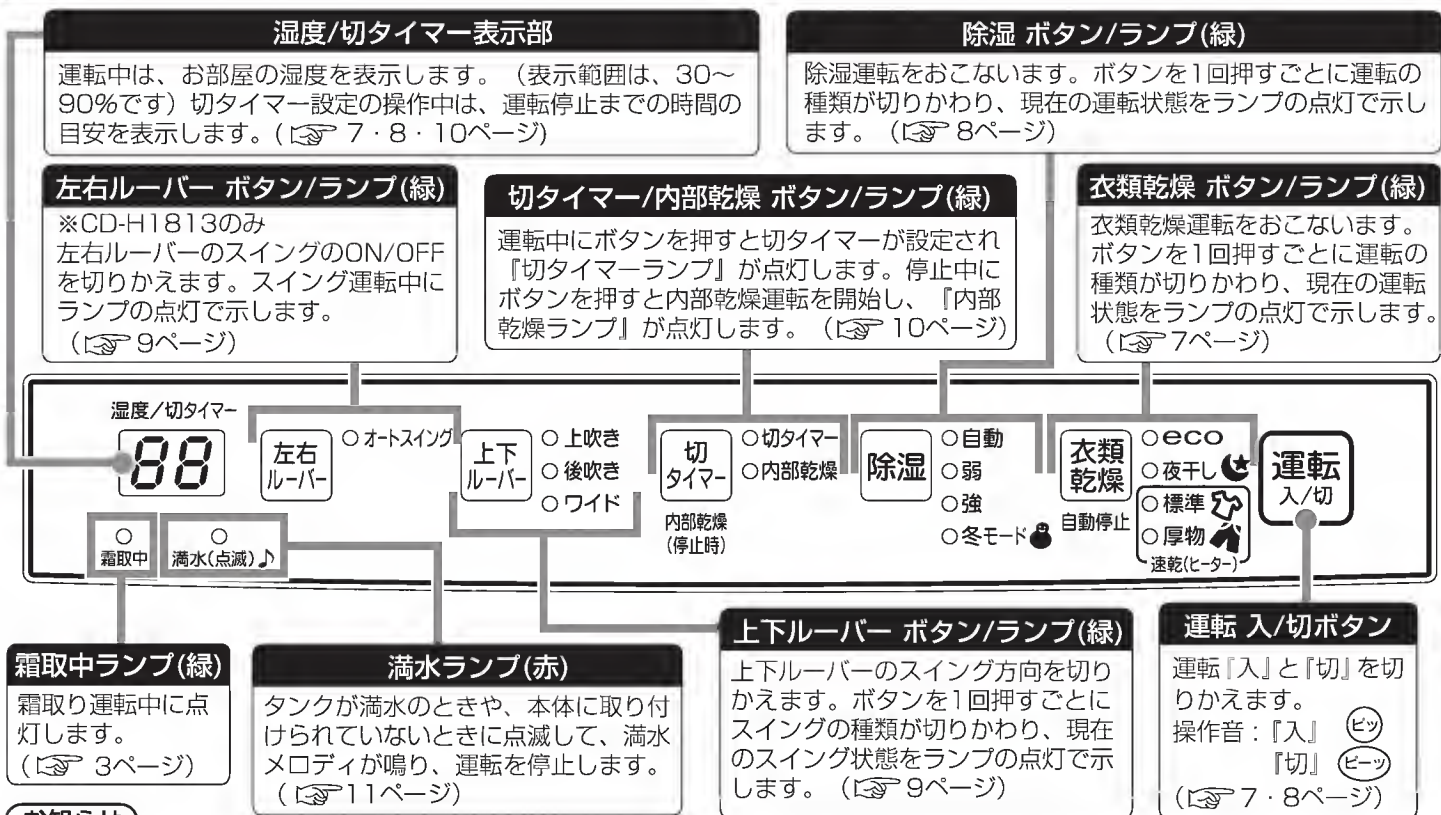 湿度/切タイマー表示部
運転中は、お部屋の湿度を表示します。（表示範囲は、30～
90%です）切タイマー設定の操作中は、運転停止までの時間の
目安を表示します。(☞ 7・8・10ページ)
除湿 ボタン/ランプ(緑)
除湿運転をおこないます。ボタンを1回押すごとに運転の
種類が切りかわり、現在の運転状態をランプの点灯で示し
ます。（☞ 8ページ）
左右ルーバー ボタン/ランプ(緑)
※CD-H1813のみ
左右ルーバーのスイングのON/OFF
を切りかえます。スイング運転中に
ランプの点灯で示します。
（☞ 9ページ）
切タイマー/内部乾燥 ボタン/ランプ(緑)
運転中にボタンを押すと切タイマーが設定され
『切タイマーランプ』が点灯します。停止中に
ボタンを押すと内部乾燥運転を開始し、『内部
乾燥ランプ』が点灯します。（☞ 10ページ）
衣類乾燥 ボタン/ランプ(緑)
衣類乾燥運転をおこないます。
ボタンを1回押すごとに運転の
種類が切りかわり、現在の運転
状態をランプの点灯で示します。
（☞ 7ページ）
湿度/切タイマー
88
霜取中
満水(点滅)♪
左右
ルーバー
オートスイング
上下
ルーバー
上吹き
後吹き
ワイド
切
タイマー
内部乾燥
(停止時)
切タイマー
内部乾燥
除湿
自動
弱
強
冬モード
衣類
乾燥
自動停止
eco
夜干し
標準
厚物
速乾(ヒーター)
運転
入/切
霜取中ランプ(緑)
霜取り運転中に点
灯します。
(☞ 3ページ)
満水ランプ(赤)
タンクが満水のときや、本体に取り付
けられていないときに点滅して、満水
メロディが鳴り、運転を停止します。
(☞11ページ)
上下ルーバー ボタン/ランプ(緑)
上下ルーバーのスイング方向を切り
かえます。ボタンを1回押すごとに
スイングの種類が切りかわり、現在
のスイング状態をランプの点灯で示
します。（☞ 9ページ）
運転 入/切ボタン
運転『入』と『切』を切
りかえます。
操作音：『入』 ピッ
『切』 ピーッ
(☞ 7・8ページ)